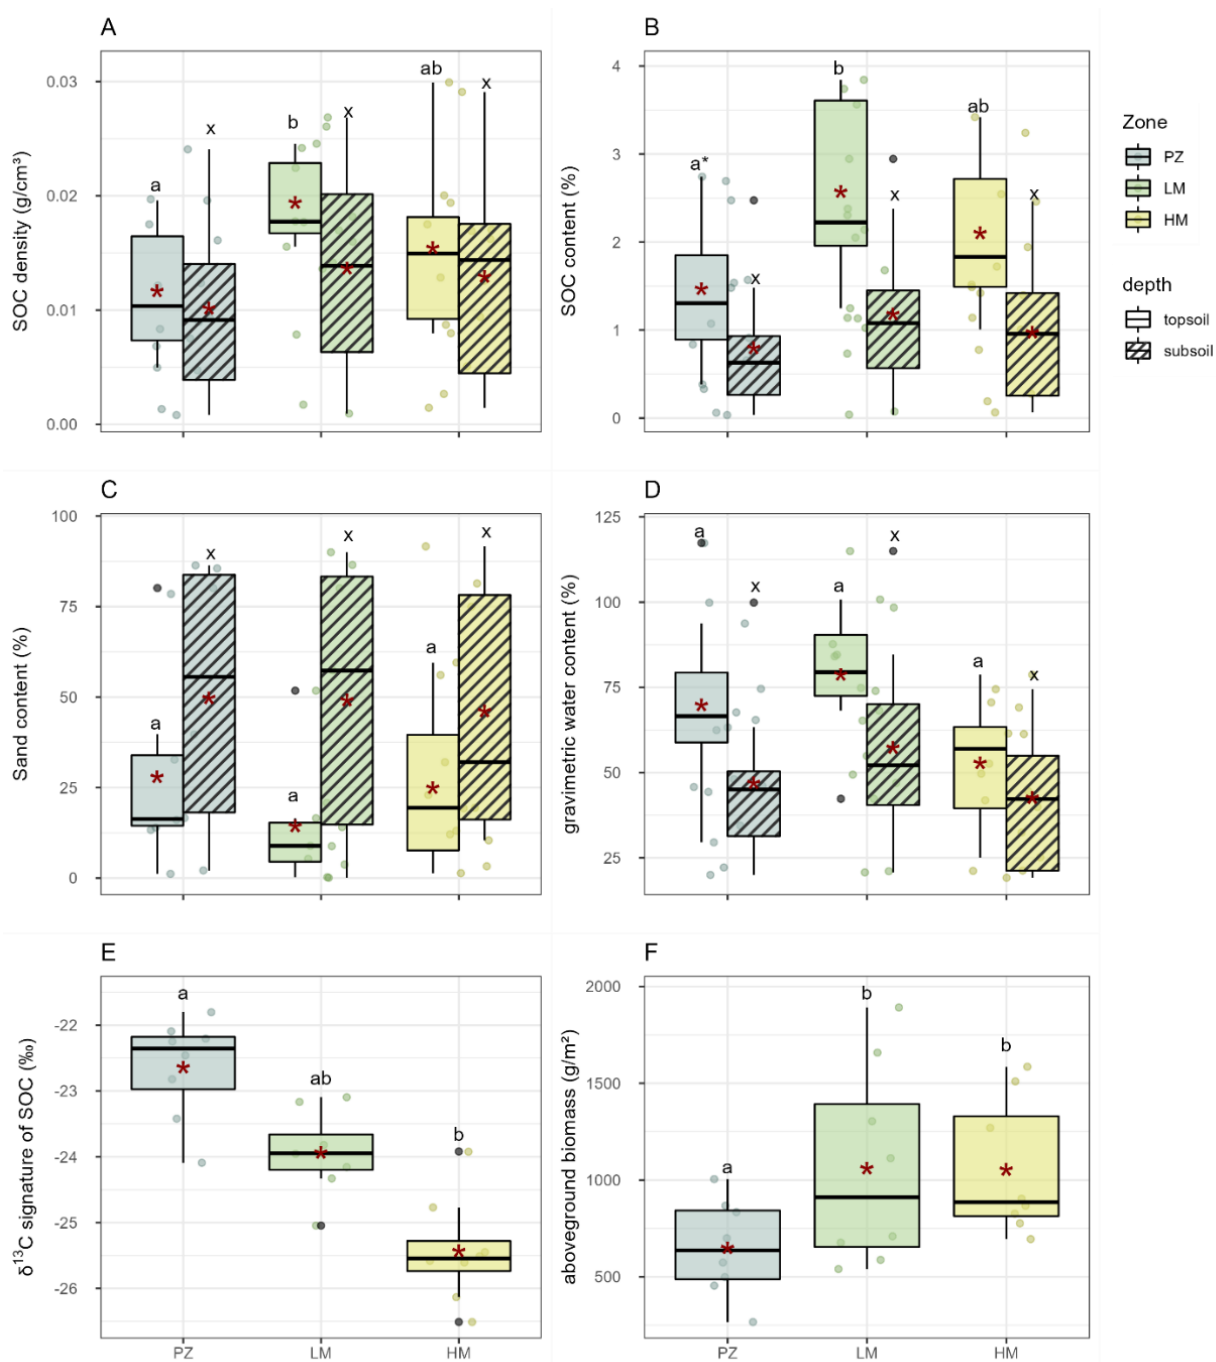 A
SOC density (g/cm³)
0.03
0.02
0.01
0.00
a
x
b
x
ab
x
B
SOC content (%)
4
3
2
1
0
a*
x
b
x
ab
x
Zone
PZ
LM
HM
depth
topsoil
subsoil
C
Sand content (%)
100
75
50
25
0
a
x
a
x
a
x
D
gravimetric water content (%)
125
100
75
50
25
a
x
a
x
a
x
E
δ¹³C signature of SOC (‰)
-22
-23
-24
-25
-26
a
ab
b
PZ
LM
HM
F
aboveground biomass (g/m²)
2000
1500
1000
500
a
b
b
PZ
LM
HM